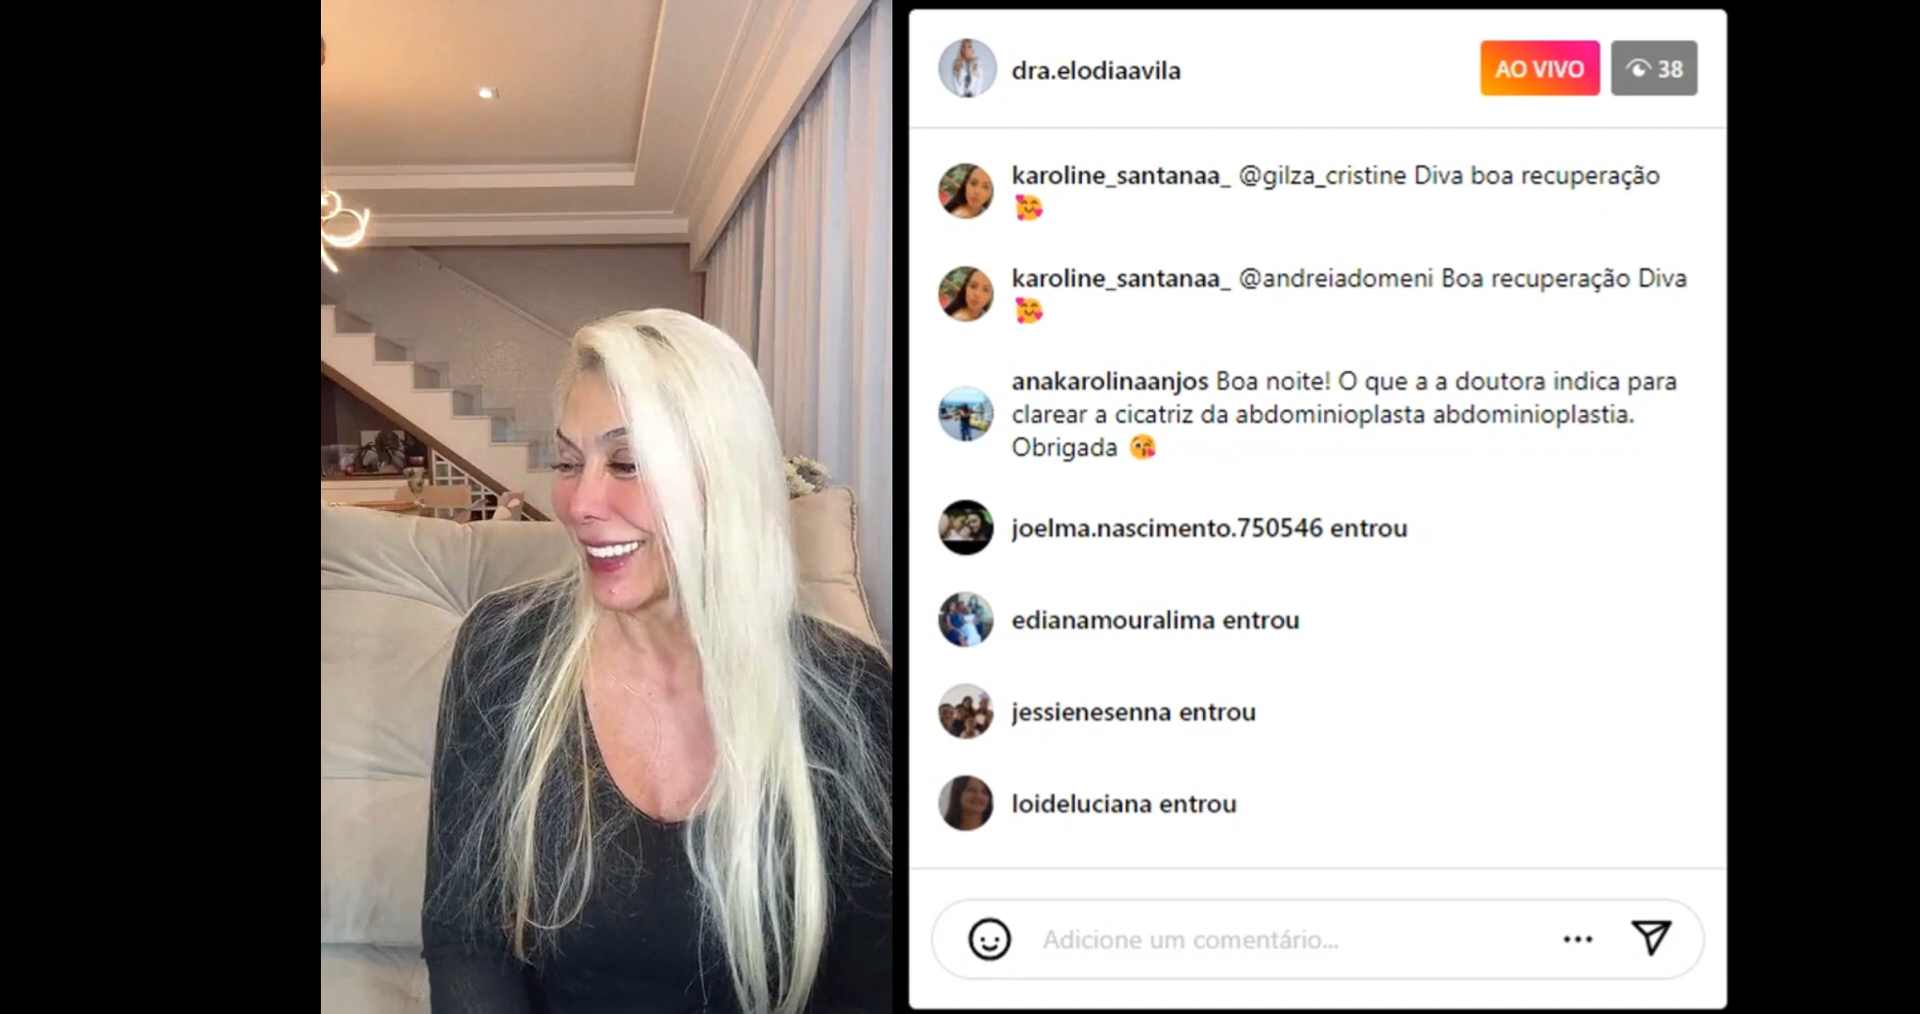 dra.elodiaavila
AO VIVO
38
karoline_santanaa_ @gilza_cristine Diva boa recuperação
🥰
karoline_santanaa_ @andreiadomeni Boa recuperação Diva
🥰
anakarolinaanjos Boa noite! O que a a doutora indica para
clarear a cicatriz da abdominioplasta abdominioplastia.
Obrigada 😘
joelma.nascimento.750546 entrou
edianamouralima entrou
jessienesenna entrou
loideluciana entrou
Adicione um comentário...